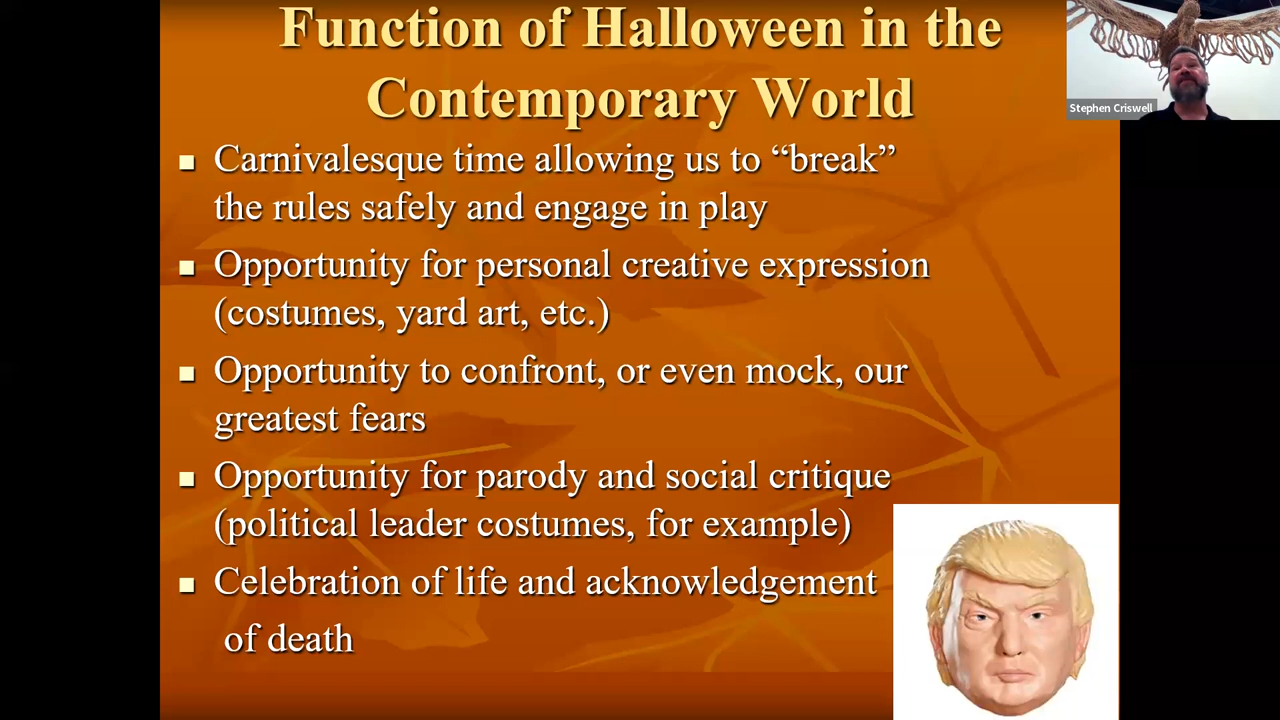 Function of Halloween in the
Contemporary World
Stephen Criswell
▪ Carnivalesque time allowing us to “break”
the rules safely and engage in play
▪ Opportunity for personal creative expression
(costumes, yard art, etc.)
▪ Opportunity to confront, or even mock, our
greatest fears
▪ Opportunity for parody and social critique
(political leader costumes, for example)
▪ Celebration of life and acknowledgement
of death